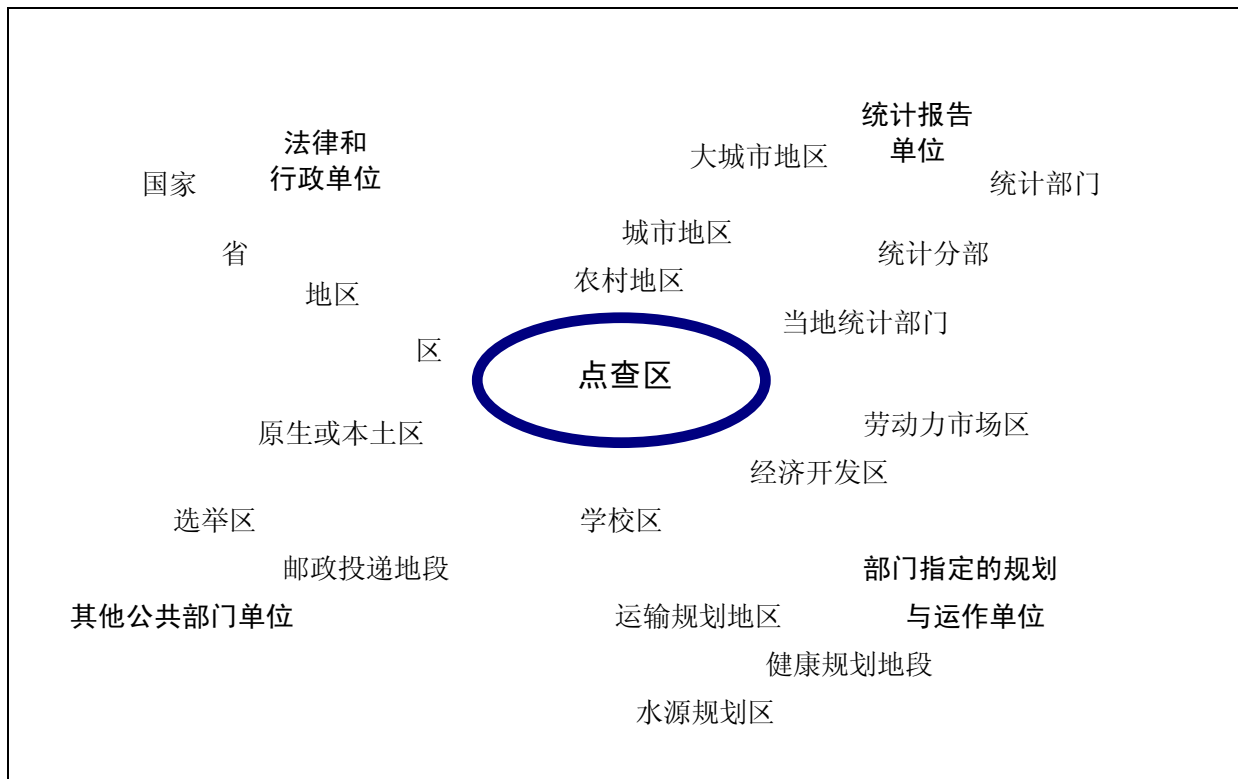 统计报告
单位
法律和
行政单位
大城市地区
国家
统计部门
城市地区
省
统计分部
农村地区
地区
当地统计部门
区
点查区
原生或本土区
劳动力市场区
经济开发区
选举区
学校区
邮政投递地段
部门指定的规划
与运作单位
其他公共部门单位
运输规划地区
健康规划地段
水源规划区